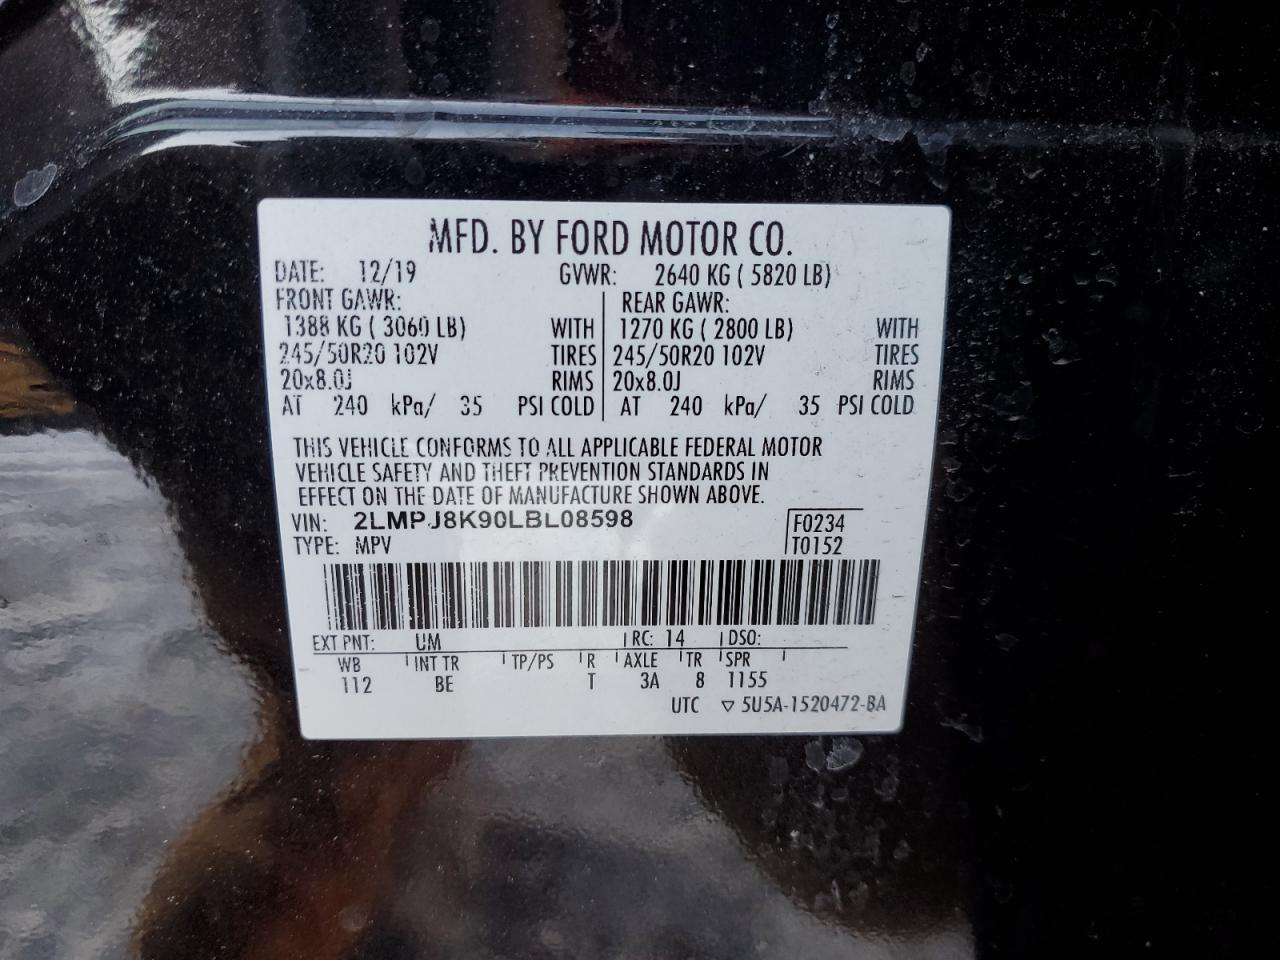 MFD. BY FORD MOTOR CO.
DATE: 12/19 GVWR: 2640 KG ( 5820 LB)
FRONT GAWR: REAR GAWR:
1388 KG ( 3060 LB) WITH 1270 KG ( 2800 LB) WITH
245/50R20 102V TIRES 245/50R20 102V TIRES
20x8.0J RIMS 20x8.0J RIMS
AT 240 kPa/ 35 PSI COLD AT 240 kPa/ 35 PSI COLD
THIS VEHICLE CONFORMS TO ALL APPLICABLE FEDERAL MOTOR
VEHICLE SAFETY AND THEFT PREVENTION STANDARDS IN
EFFECT ON THE DATE OF MANUFACTURE SHOWN ABOVE.
VIN: 2LMPJ8K90LBL08598 F0234
TYPE: MPV T0152
EXT PNT: UM RC: 14 DSO:
WB INT TR TP/PS R AXLE TR SPR
112 BE T 3A 8 1155
UTC ▽ 5U5A-1520472-BA